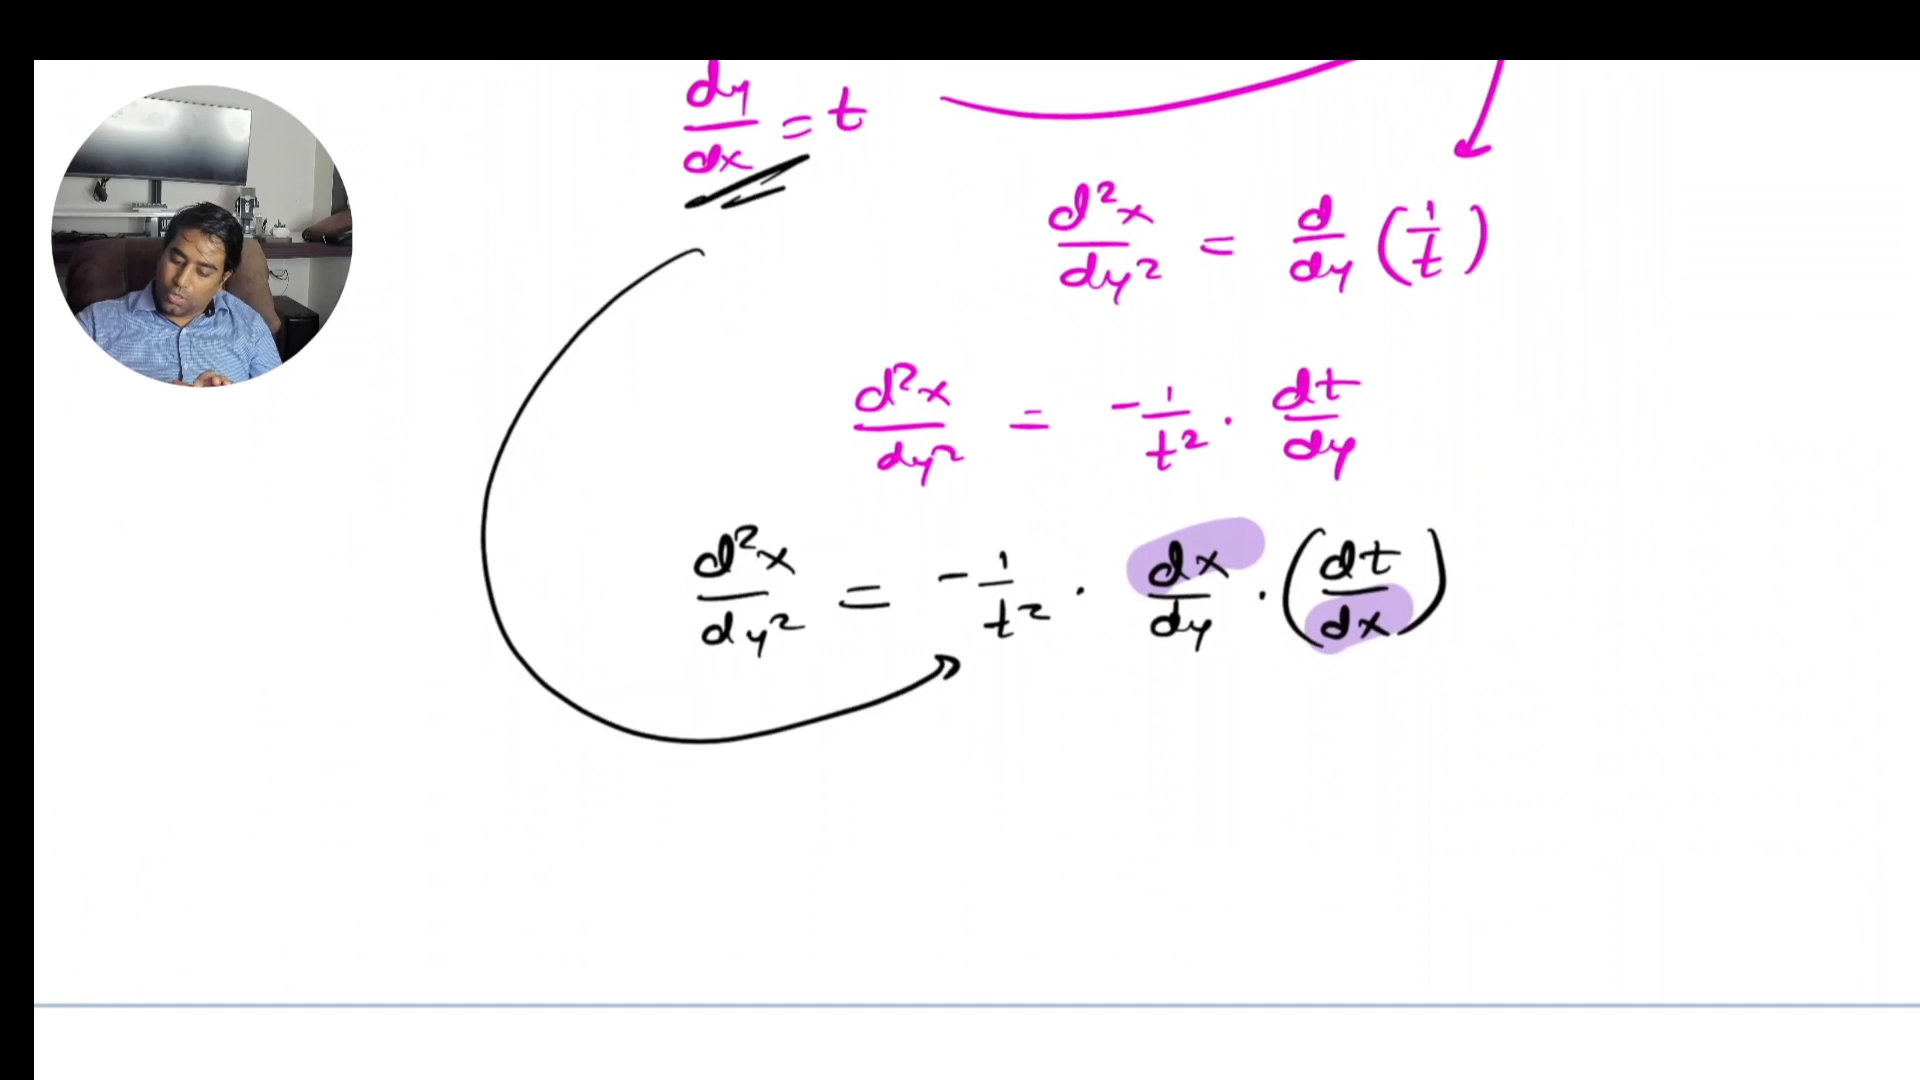 dy/dx = t
d²x/dy² = d/dy (1/t)
d²x/dy² = -1/t² · dt/dy
d²x/dy² = -1/t² · dx/dy · (dt/dx)